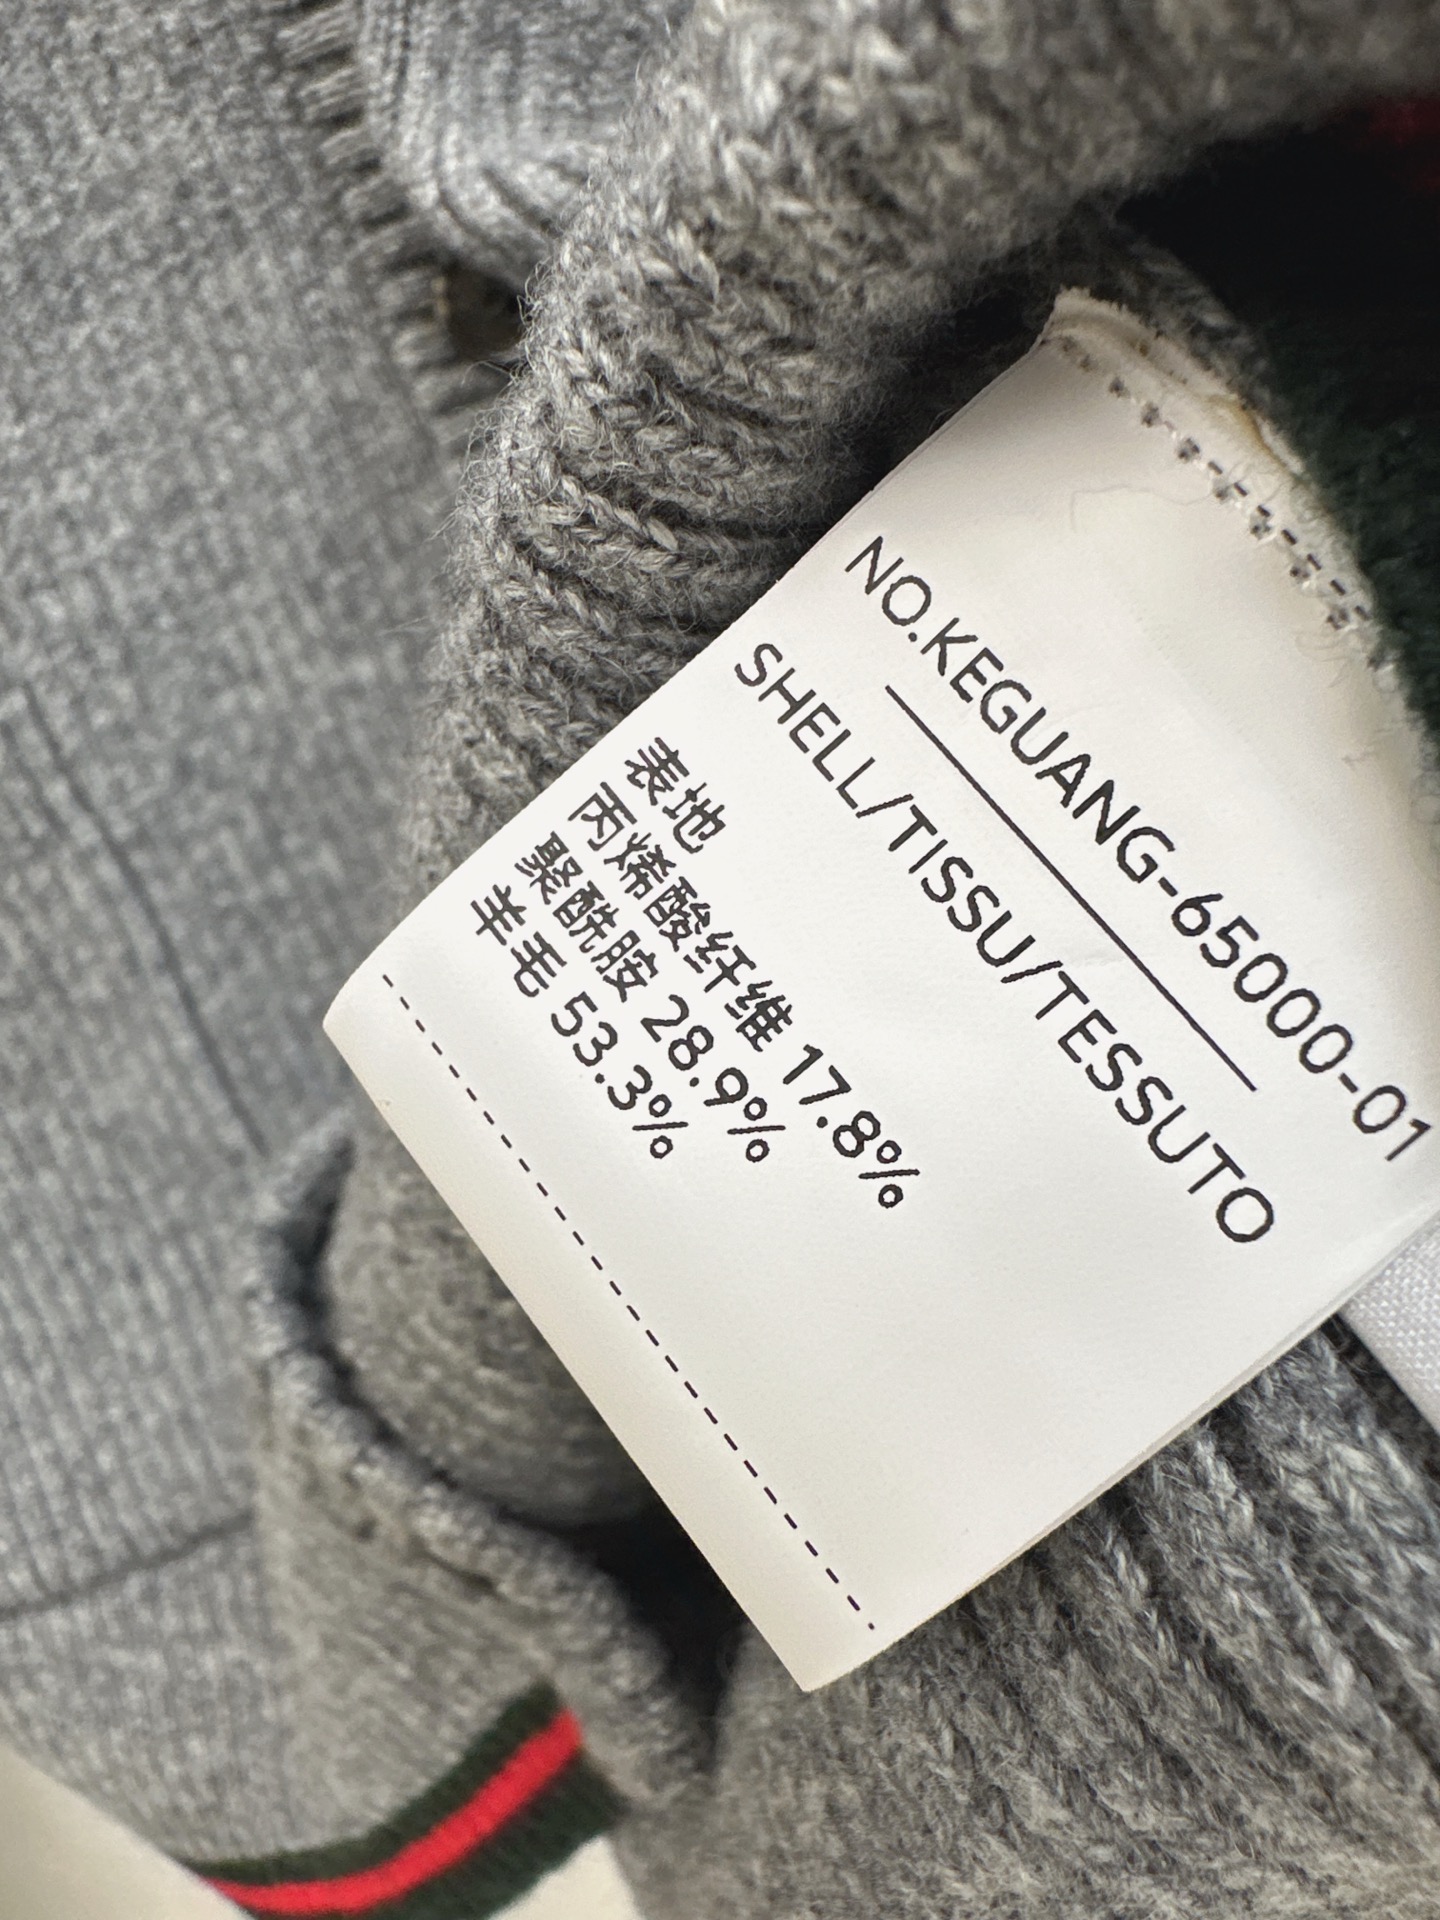 NO.KEGUANG-65000-01
SHELL/TISSU/TESSUTO
表地
丙烯酸纤维 17.8%
聚酰胺 28.9%
羊毛 53.3%